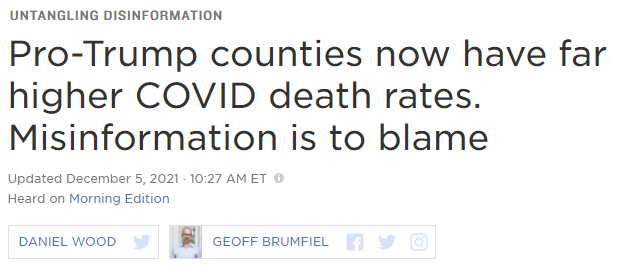 UNTANGLING DISINFORMATION
Pro-Trump counties now have far
higher COVID death rates.
Misinformation is to blame
Updated December 5, 2021 · 10:27 AM ET
Heard on Morning Edition
DANIEL WOOD
GEOFF BRUMFIEL